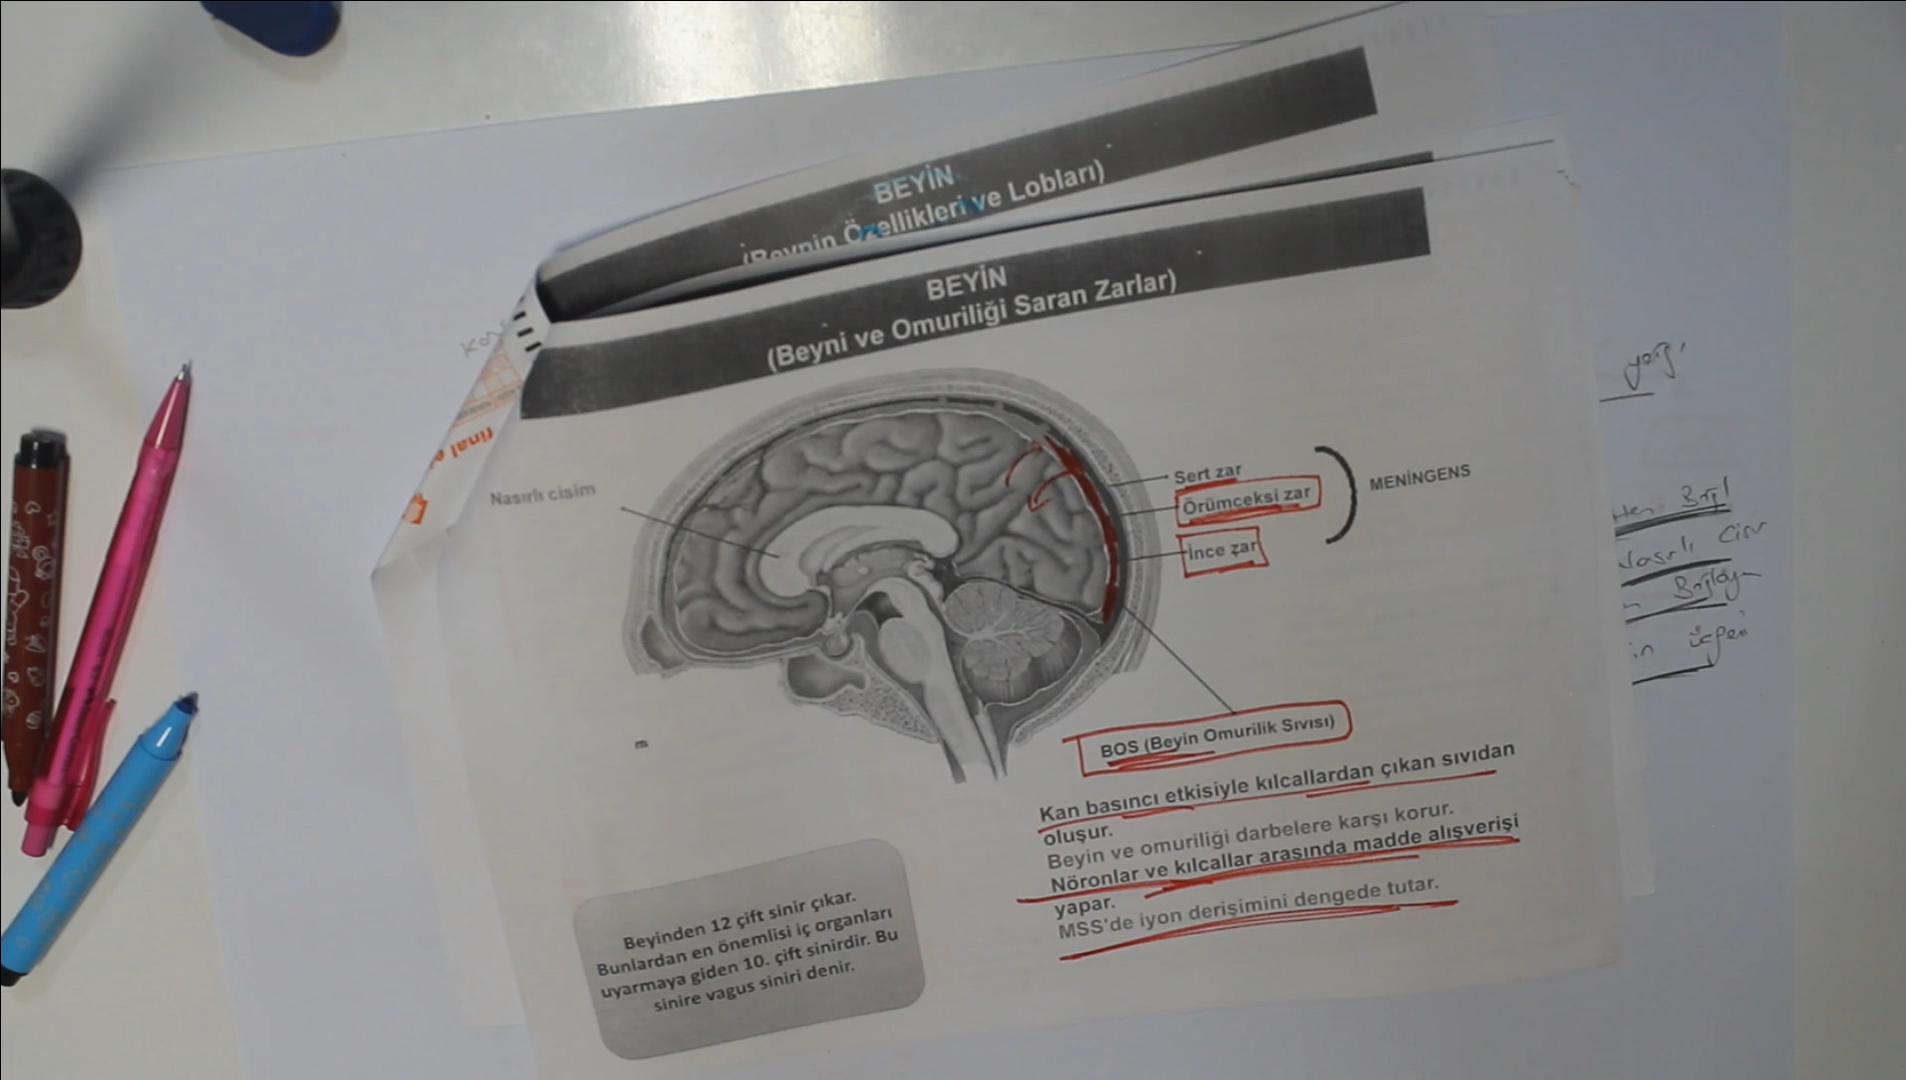 BEYİN
(Beynin Özellikleri ve Lobları)
BEYİN
(Beyni ve Omuriliği Saran Zarlar)
final
Nasırlı cisim
Sert zar
Örümceksi zar
İnce zar
MENİNGENS
BOS (Beyin Omurilik Sıvısı)
Kan basıncı etkisiyle kılcallardan çıkan sıvıdan
oluşur.
Beyin ve omuriliği darbelere karşı korur.
Nöronlar ve kılcallar arasında madde alışverişi
yapar.
MSS'de iyon derişimini dengede tutar.
m
Beyinden 12 çift sinir çıkar.
Bunlardan en önemlisi iç organları
uyarmaya giden 10. çift sinirdir. Bu
sinire vagus siniri denir.